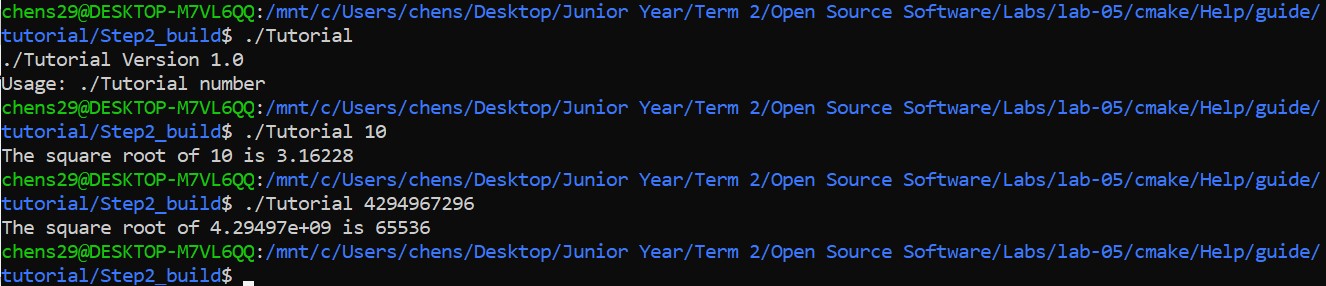 chens29@DESKTOP-M7VL6QQ:/mnt/c/Users/chens/Desktop/Junior Year/Term 2/Open Source Software/Labs/lab-05/cmake/Help/guide/
tutorial/Step2_build$ ./Tutorial
./Tutorial Version 1.0
Usage: ./Tutorial number
chens29@DESKTOP-M7VL6QQ:/mnt/c/Users/chens/Desktop/Junior Year/Term 2/Open Source Software/Labs/lab-05/cmake/Help/guide/
tutorial/Step2_build$ ./Tutorial 10
The square root of 10 is 3.16228
chens29@DESKTOP-M7VL6QQ:/mnt/c/Users/chens/Desktop/Junior Year/Term 2/Open Source Software/Labs/lab-05/cmake/Help/guide/
tutorial/Step2_build$ ./Tutorial 4294967296
The square root of 4.29497e+09 is 65536
chens29@DESKTOP-M7VL6QQ:/mnt/c/Users/chens/Desktop/Junior Year/Term 2/Open Source Software/Labs/lab-05/cmake/Help/guide/
tutorial/Step2_build$